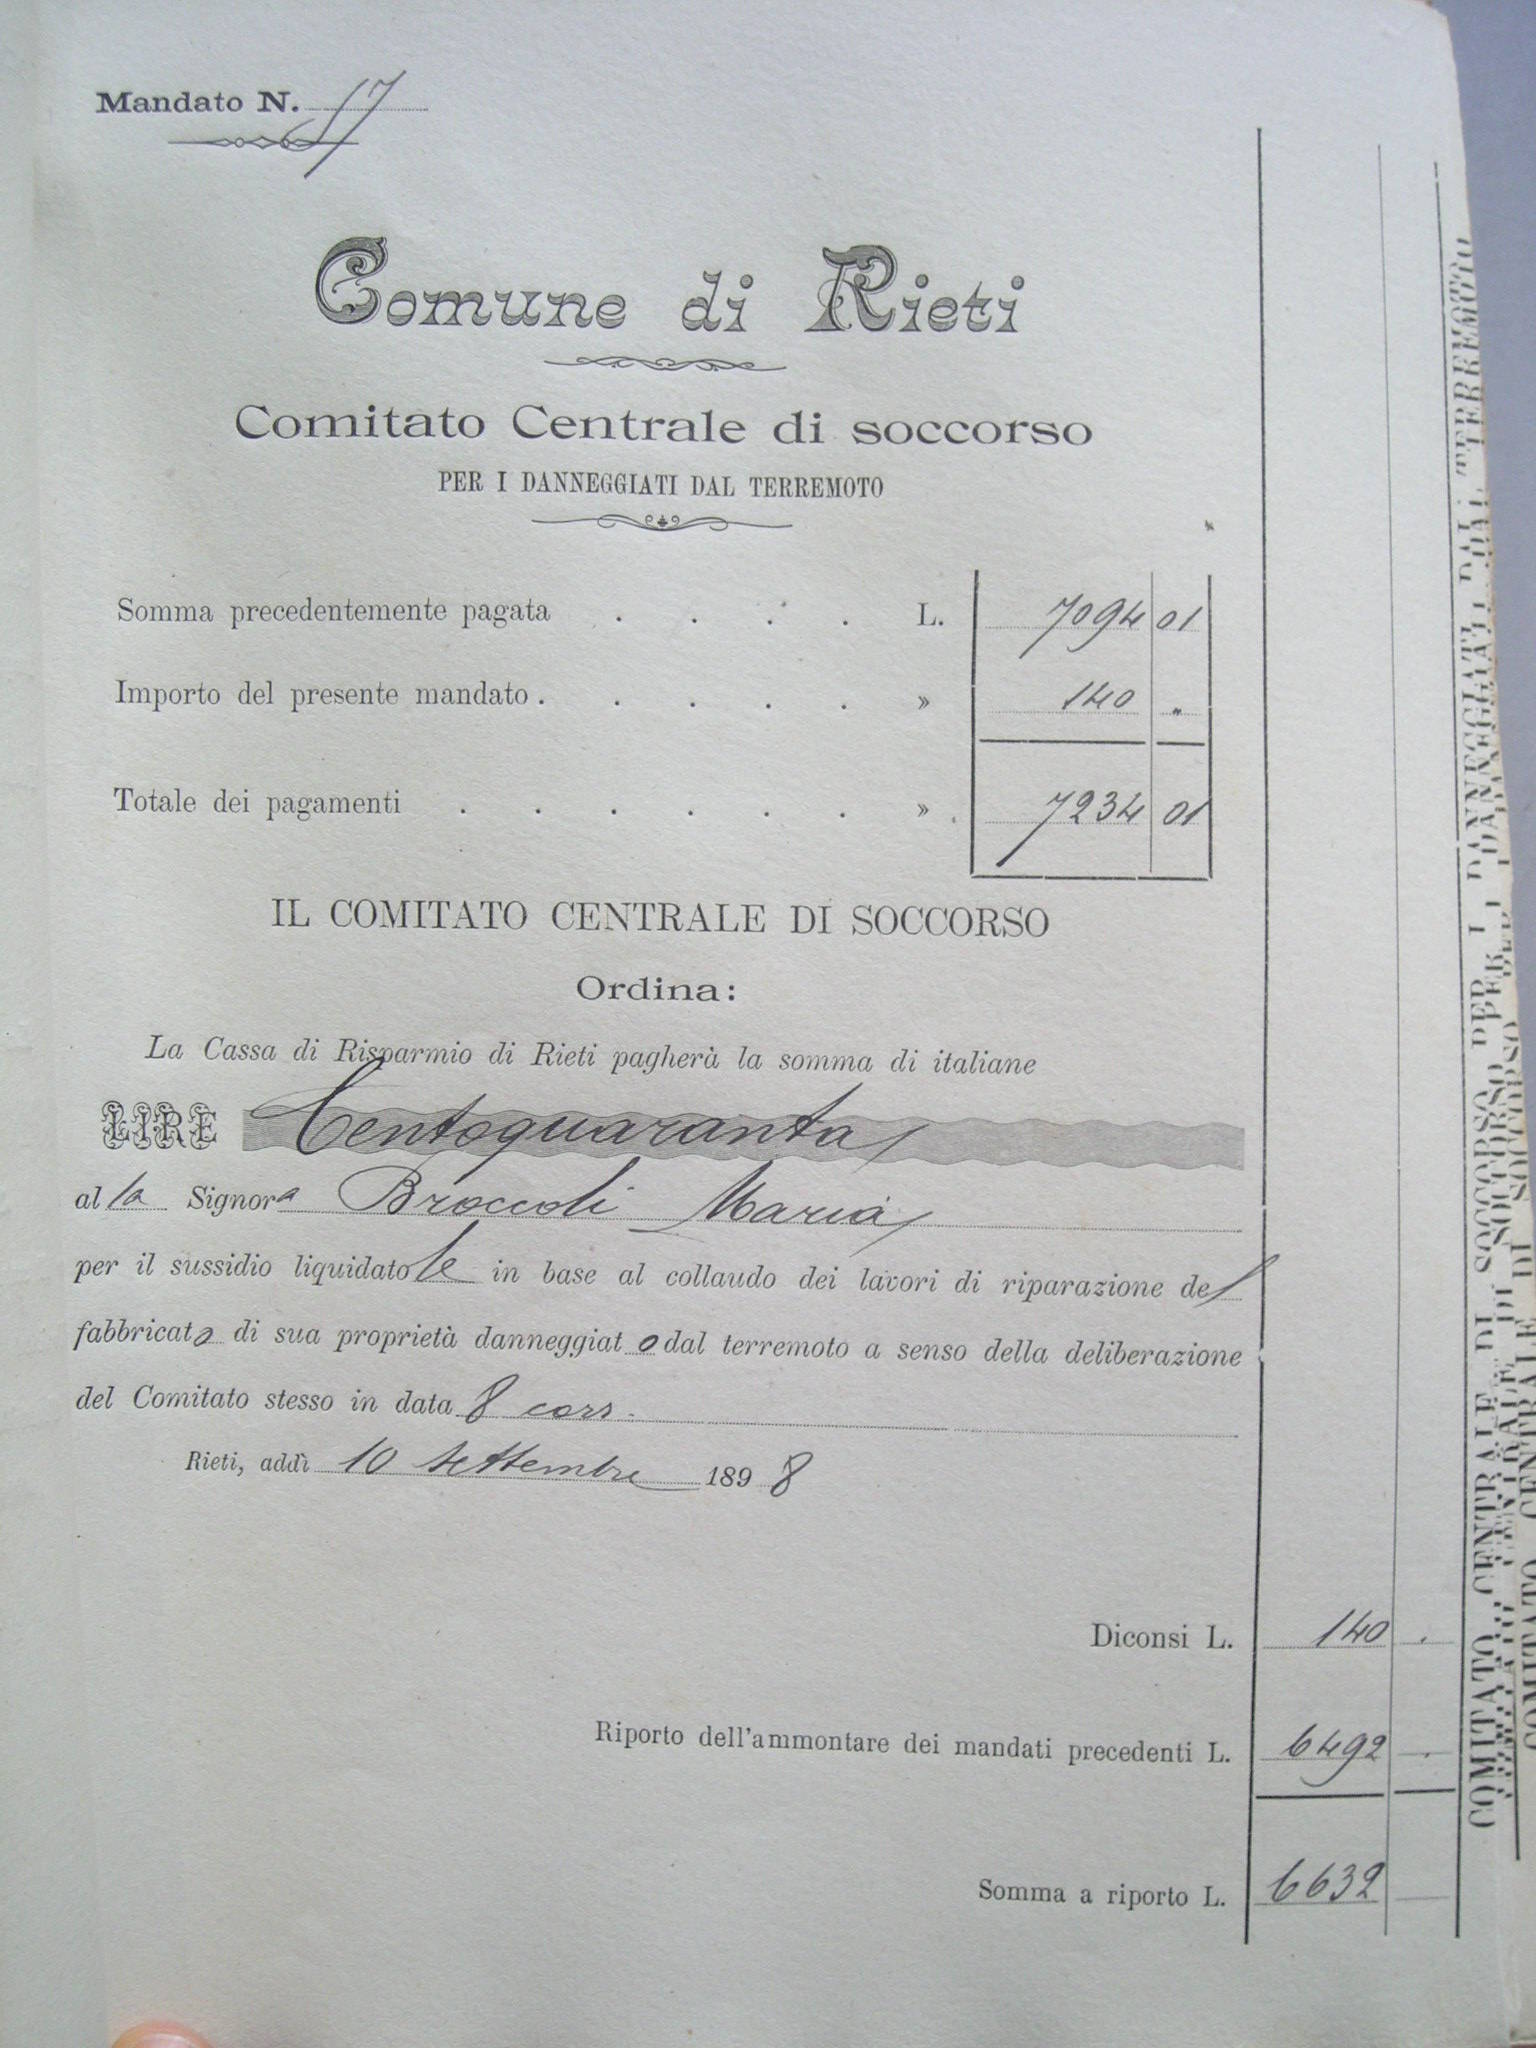 Mandato N. 17
Comune di Rieti
Comitato Centrale di soccorso
PER I DANNEGGIATI DAL TERREMOTO
Somma precedentemente pagata . . . . L. 7094 01
Importo del presente mandato . . . . . » 140 "
Totale dei pagamenti . . . . . . » 7234 01
IL COMITATO CENTRALE DI SOCCORSO
Ordina:
La Cassa di Risparmio di Rieti pagherà la somma di italiane
LIRE Centoquaranta
alla Signora Broccoli Maria
per il sussidio liquidatole in base al collaudo dei lavori di riparazione del
fabbricato di sua proprietà danneggiato dal terremoto a senso della deliberazione
del Comitato stesso in data 8 corr.
Rieti, addì 10 settembre 1898
Diconsi L. 140 .
Riporto dell'ammontare dei mandati precedenti L. 6492 .
Somma a riporto L. 6632
COMITATO CENTRALE DI SOCCORSO PER I DANNEGGIATI DAL TERREMOTO